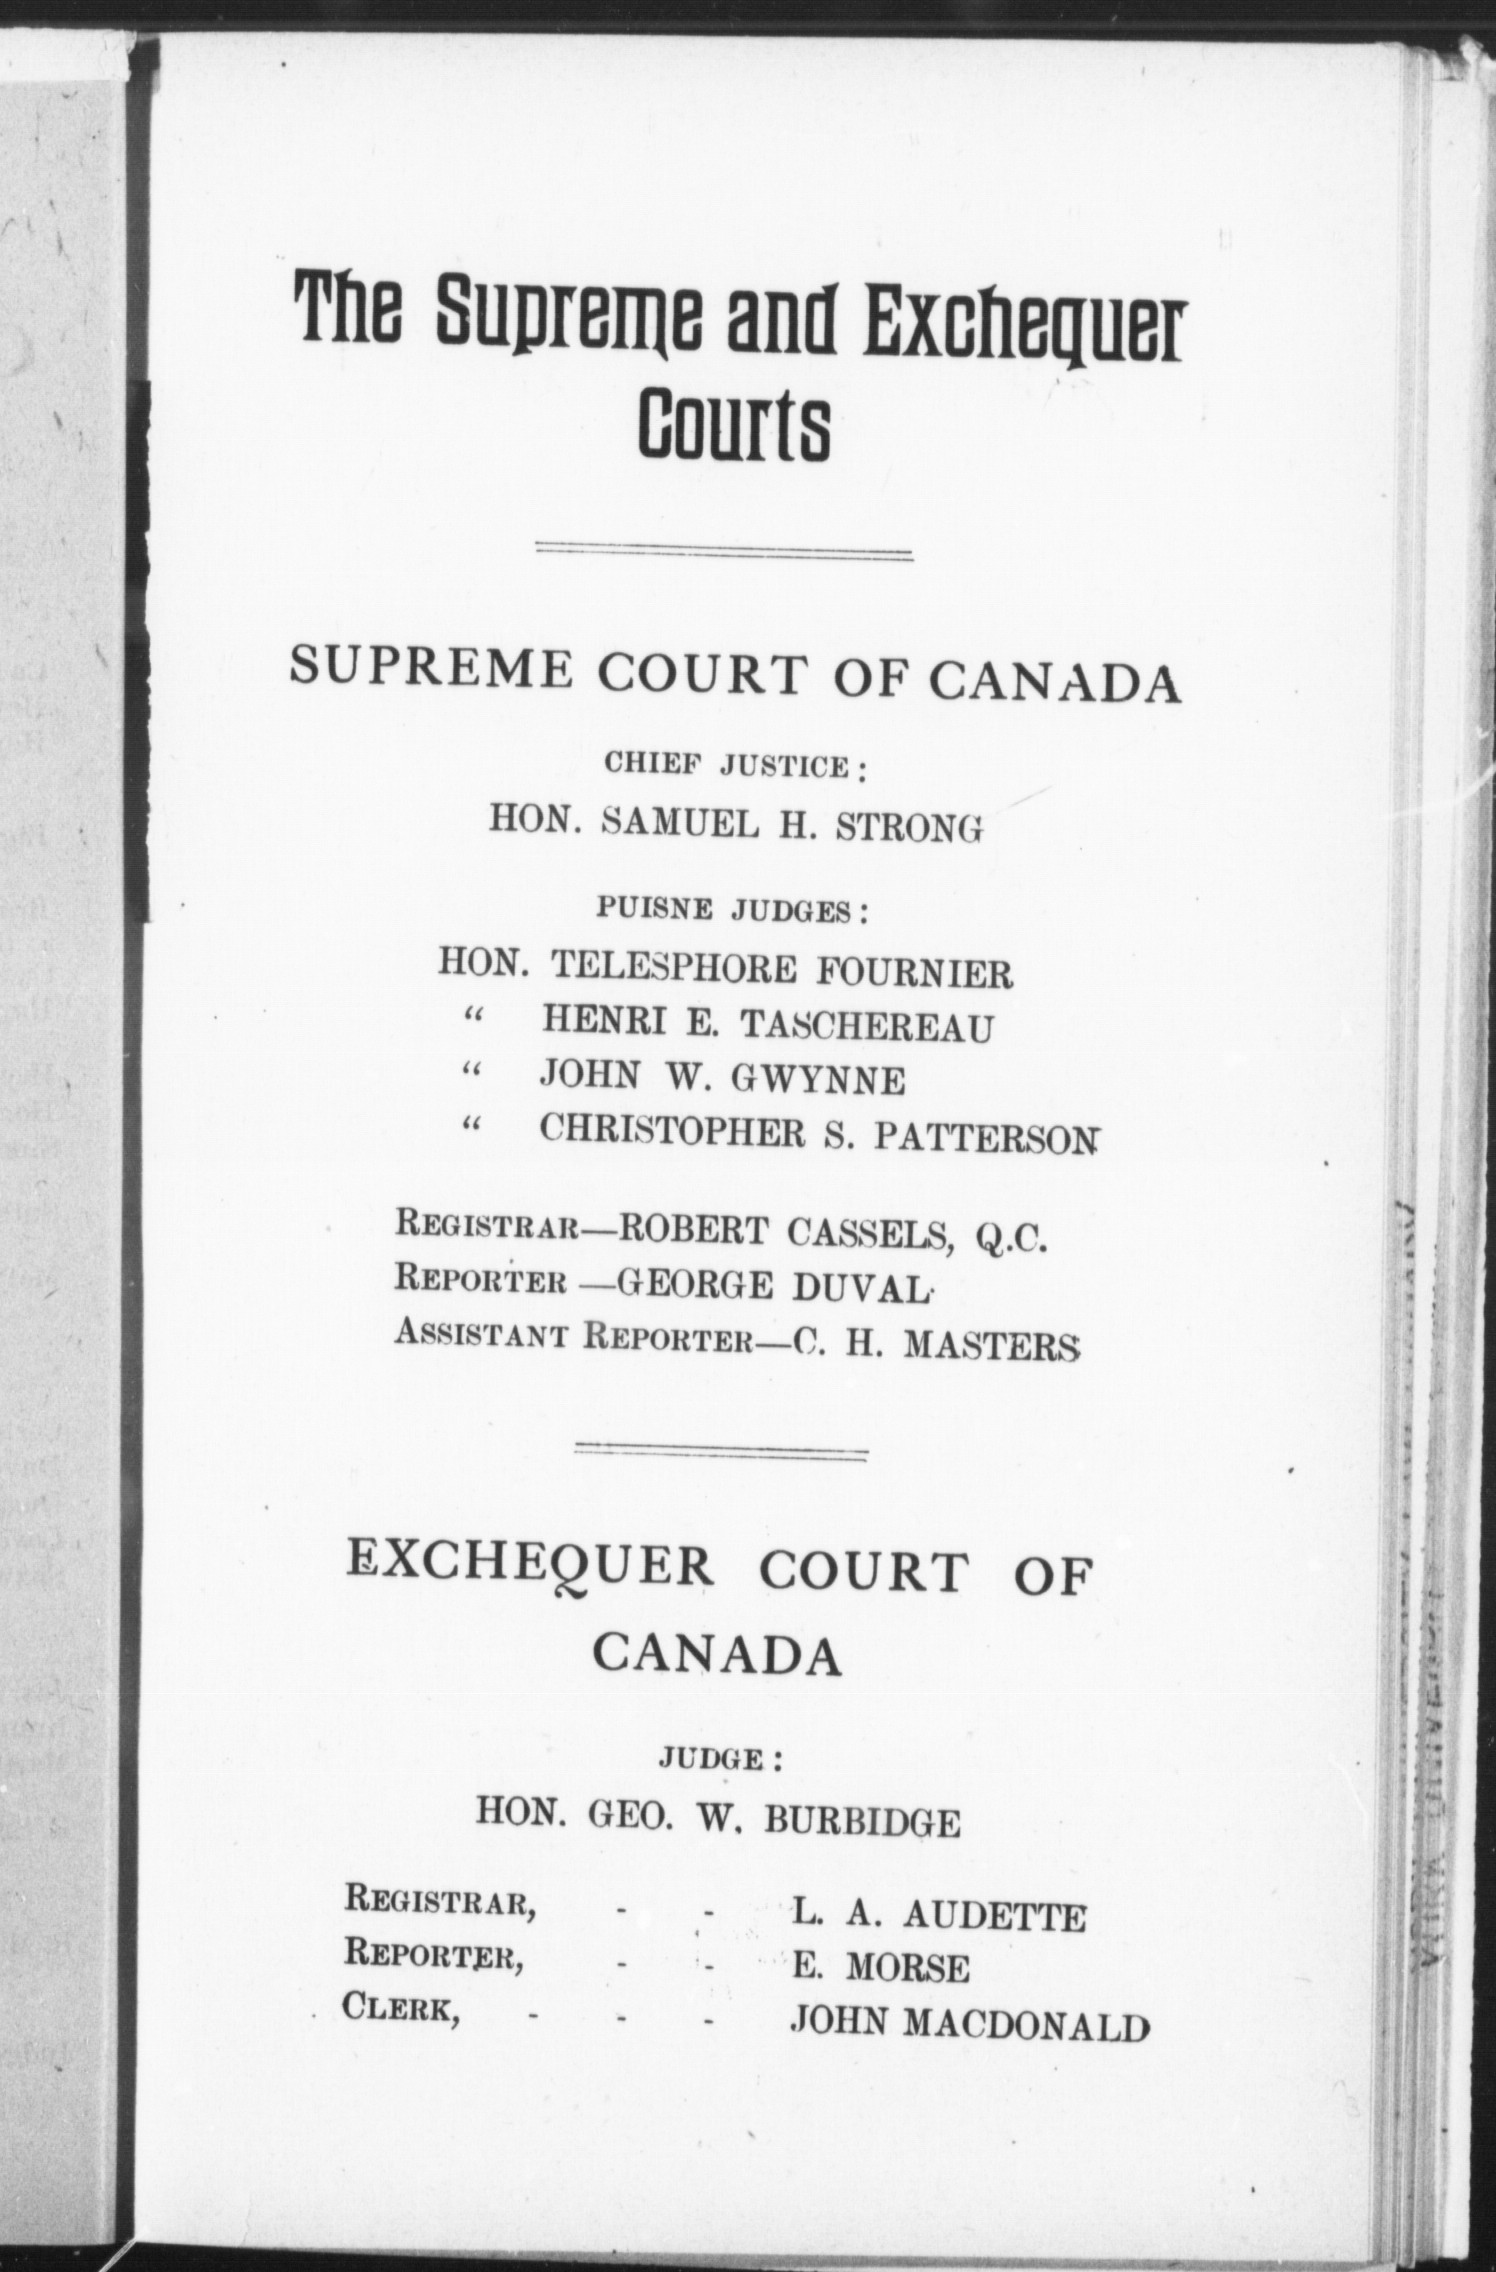 The Supreme and Exchequer
Courts
SUPREME COURT OF CANADA
CHIEF JUSTICE:
HON. SAMUEL H. STRONG
PUISNE JUDGES:
HON. TELESPHORE FOURNIER
“ HENRI E. TASCHEREAU
“ JOHN W. GWYNNE
“ CHRISTOPHER S. PATTERSON
REGISTRAR—ROBERT CASSELS, Q.C.
REPORTER —GEORGE DUVAL
ASSISTANT REPORTER—C. H. MASTERS
EXCHEQUER COURT OF
CANADA
JUDGE:
HON. GEO. W. BURBIDGE
REGISTRAR, - - L. A. AUDETTE
REPORTER, - - E. MORSE
CLERK, - - - JOHN MACDONALD